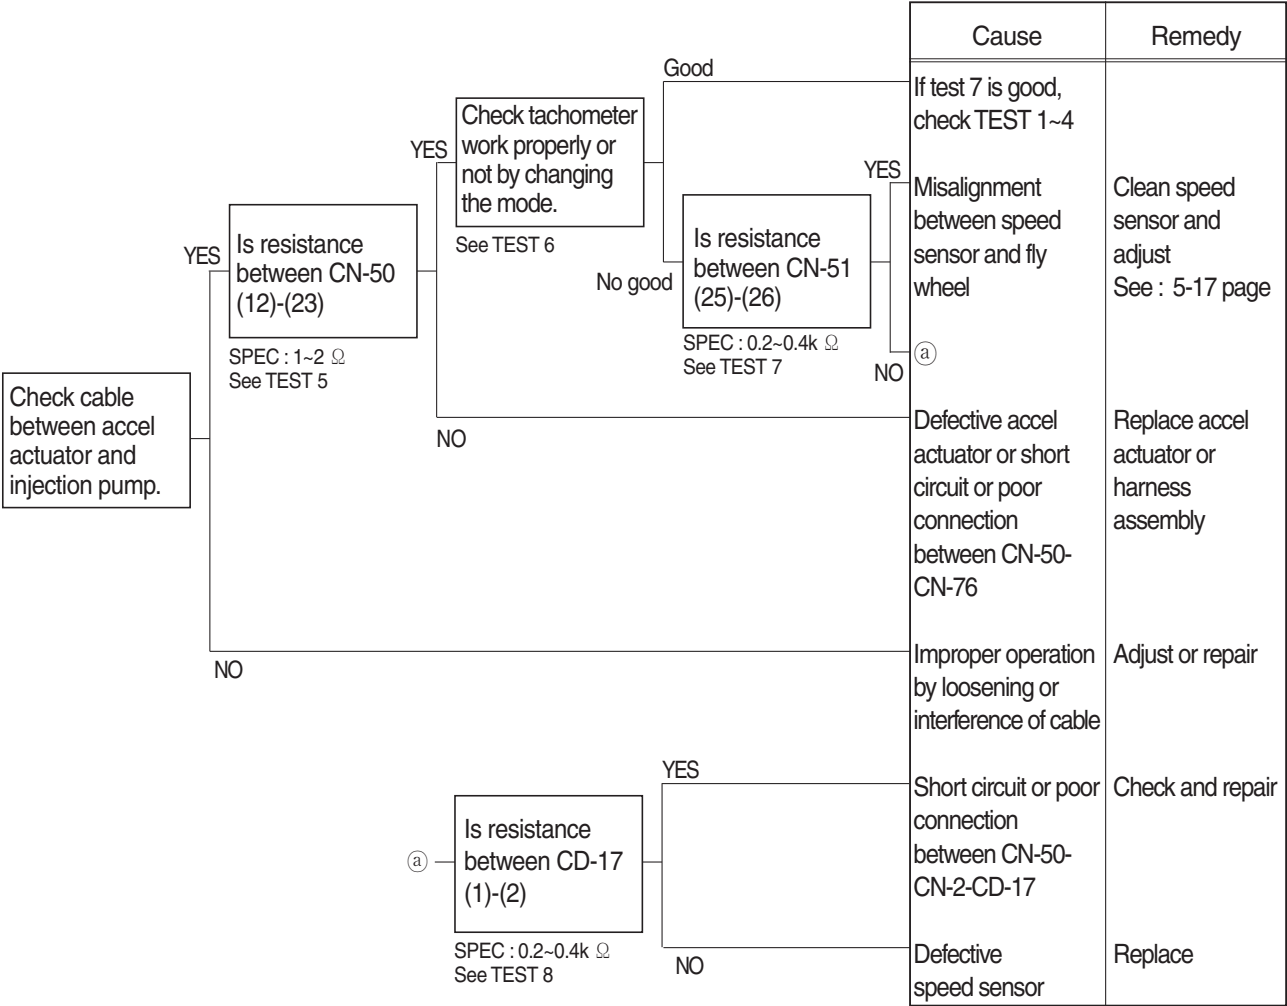 Cause
Remedy
Good
If test 7 is good,
check TEST 1~4
Check tachometer
work properly or
not by changing
the mode.
YES
See TEST 6
YES
Misalignment
between speed
sensor and fly
wheel
Clean speed
sensor and
adjust
See : 5-17 page
Is resistance
between CN-51
(25)-(26)
No good
SPEC : 0.2~0.4k Ω
See TEST 7
NO
ⓐ
YES
Is resistance
between CN-50
(12)-(23)
SPEC : 1~2 Ω
See TEST 5
Check cable
between accel
actuator and
injection pump.
NO
Defective accel
actuator or short
circuit or poor
connection
between CN-50-
CN-76
Replace accel
actuator or
harness
assembly
NO
Improper operation
by loosening or
interference of cable
Adjust or repair
YES
Short circuit or poor
connection
between CN-50-
CN-2-CD-17
Check and repair
ⓐ
Is resistance
between CD-17
(1)-(2)
SPEC : 0.2~0.4k Ω
See TEST 8
NO
Defective
speed sensor
Replace